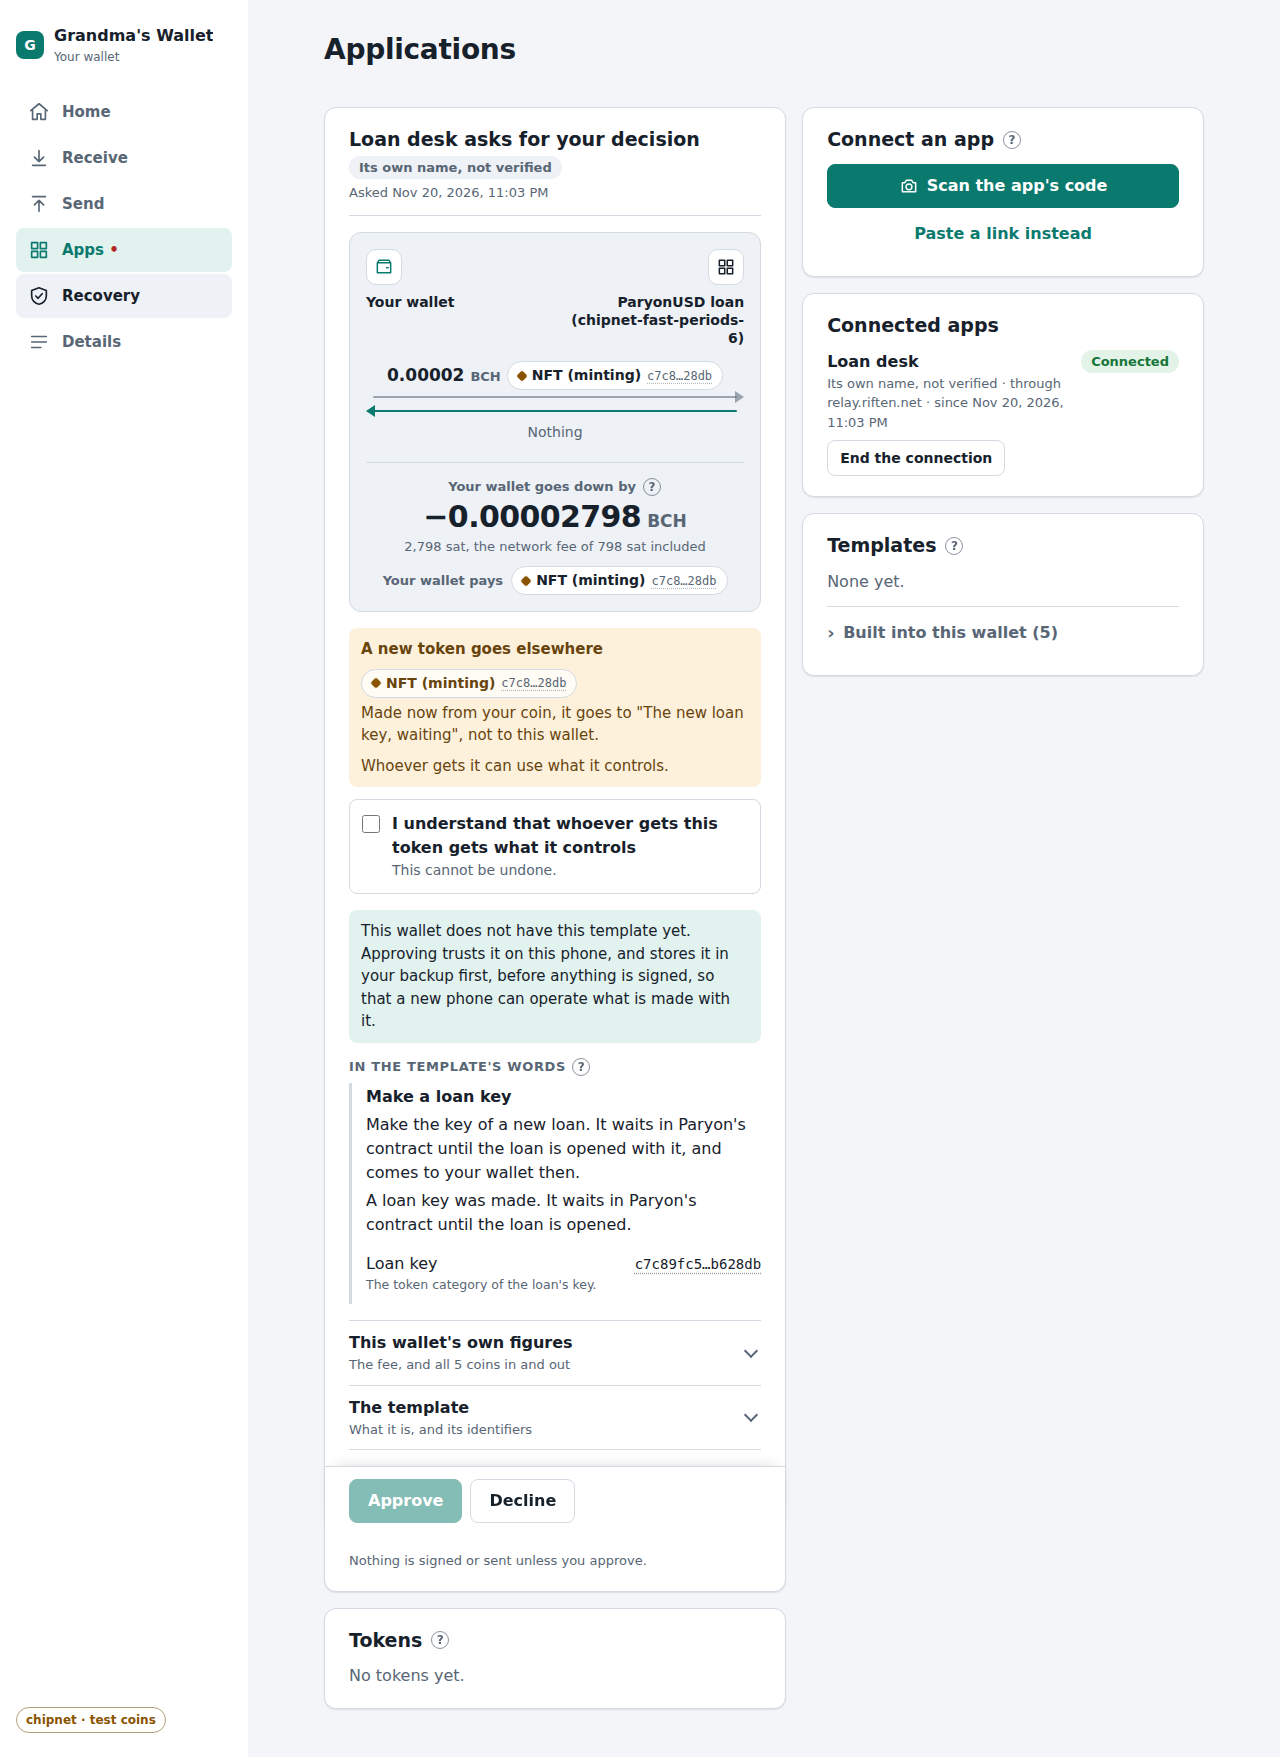 G
Grandma's Wallet
Your wallet
Home
Receive
Send
Apps •
Recovery
Details
chipnet · test coins
Applications
Loan desk asks for your decision
Its own name, not verified
Asked Nov 20, 2026, 11:03 PM
Your wallet
ParyonUSD loan
(chipnet-fast-periods-
6)
0.00002 BCH NFT (minting) c7c8…28db
Nothing
Your wallet goes down by ?
−0.00002798 BCH
2,798 sat, the network fee of 798 sat included
Your wallet pays NFT (minting) c7c8…28db
A new token goes elsewhere
NFT (minting) c7c8…28db
Made now from your coin, it goes to "The new loan
key, waiting", not to this wallet.
Whoever gets it can use what it controls.
I understand that whoever gets this
token gets what it controls
This cannot be undone.
This wallet does not have this template yet.
Approving trusts it on this phone, and stores it in
your backup first, before anything is signed, so
that a new phone can operate what is made with
it.
IN THE TEMPLATE'S WORDS ?
Make a loan key
Make the key of a new loan. It waits in Paryon's
contract until the loan is opened with it, and
comes to your wallet then.
A loan key was made. It waits in Paryon's
contract until the loan is opened.
Loan key c7c89fc5…b628db
The token category of the loan's key.
This wallet's own figures
The fee, and all 5 coins in and out
The template
What it is, and its identifiers
Approve
Decline
Nothing is signed or sent unless you approve.
Tokens ?
No tokens yet.
Connect an app ?
Scan the app's code
Paste a link instead
Connected apps
Loan desk
Connected
Its own name, not verified · through
relay.riften.net · since Nov 20, 2026,
11:03 PM
End the connection
Templates ?
None yet.
› Built into this wallet (5)